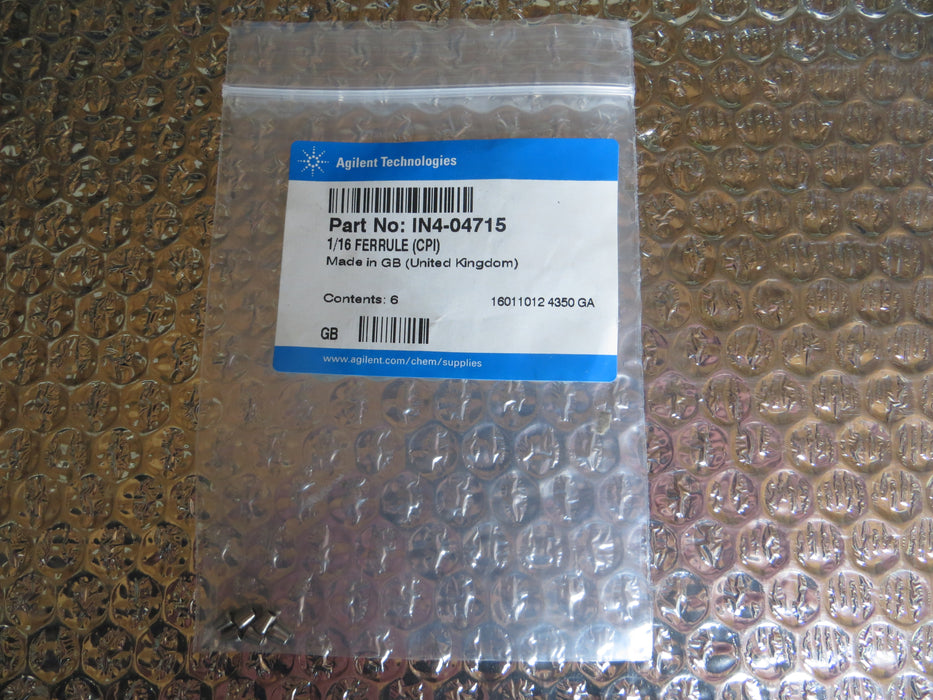 Agilent Technologies
Part No: IN4-04715
1/16 FERRULE (CPI)
Made in GB (United Kingdom)
Contents: 6 16011012 4350 GA
GB
www.agilent.com/chem/supplies